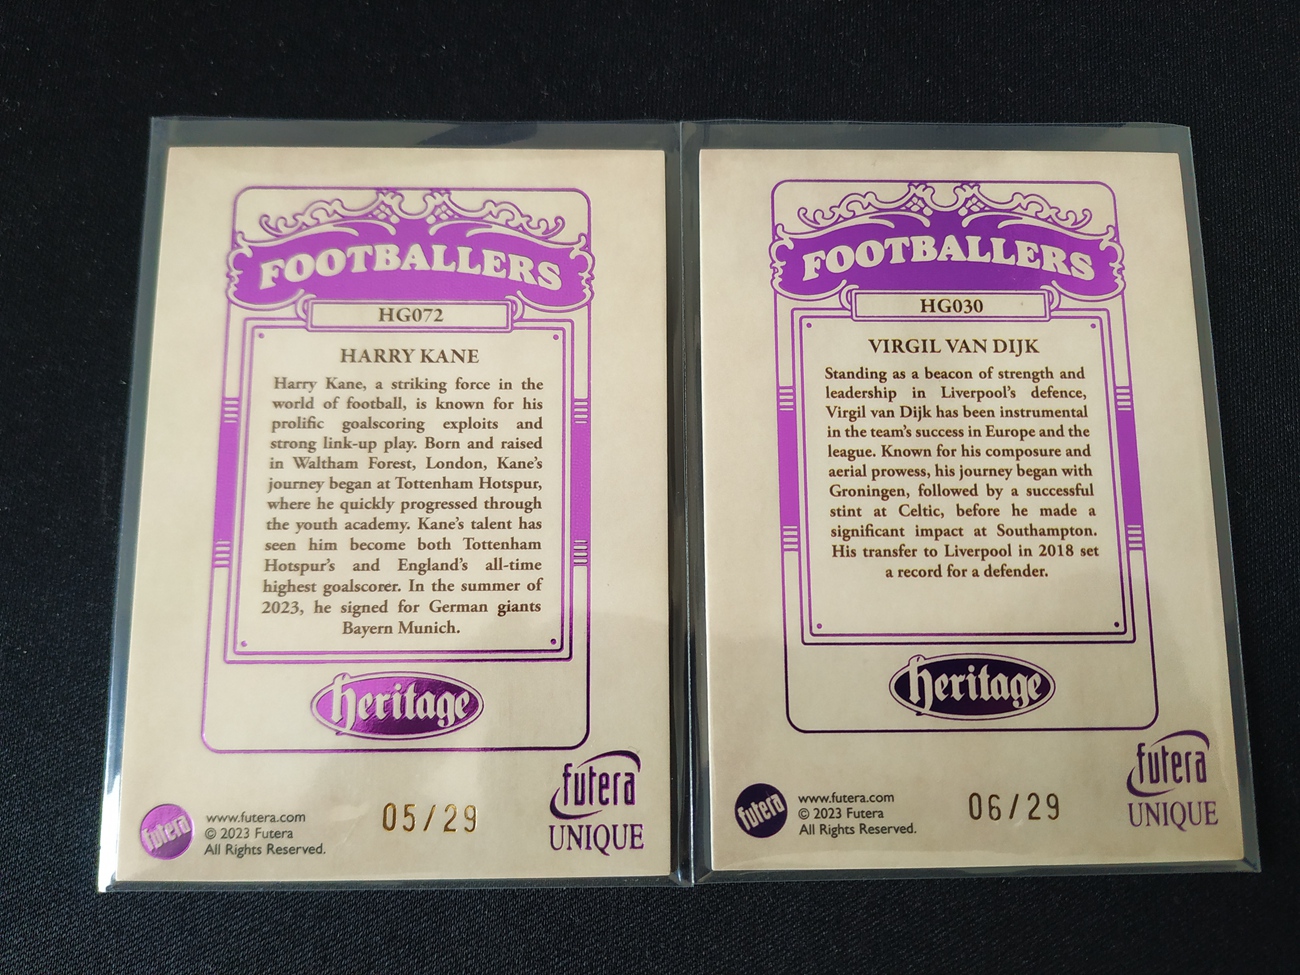 FOOTBALLERS
HG072
HARRY KANE
Harry Kane, a striking force in the
world of football, is known for his
prolific goalscoring exploits and
strong link-up play. Born and raised
in Waltham Forest, London, Kane's
journey began at Tottenham Hotspur,
where he quickly progressed through
the youth academy. Kane's talent has
seen him become both Tottenham
Hotspur's and England's all-time
highest goalscorer. In the summer of
2023, he signed for German giants
Bayern Munich.
heritage
futera
www.futera.com
© 2023 Futera
All Rights Reserved.
05/29
futera
UNIQUE
FOOTBALLERS
HG030
VIRGIL VAN DIJK
Standing as a beacon of strength and
leadership in Liverpool's defence,
Virgil van Dijk has been instrumental
in the team's success in Europe and the
league. Known for his composure and
aerial prowess, his journey began with
Groningen, followed by a successful
stint at Celtic, before he made a
significant impact at Southampton.
His transfer to Liverpool in 2018 set
a record for a defender.
heritage
futera
www.futera.com
© 2023 Futera
All Rights Reserved.
06/29
futera
UNIQUE